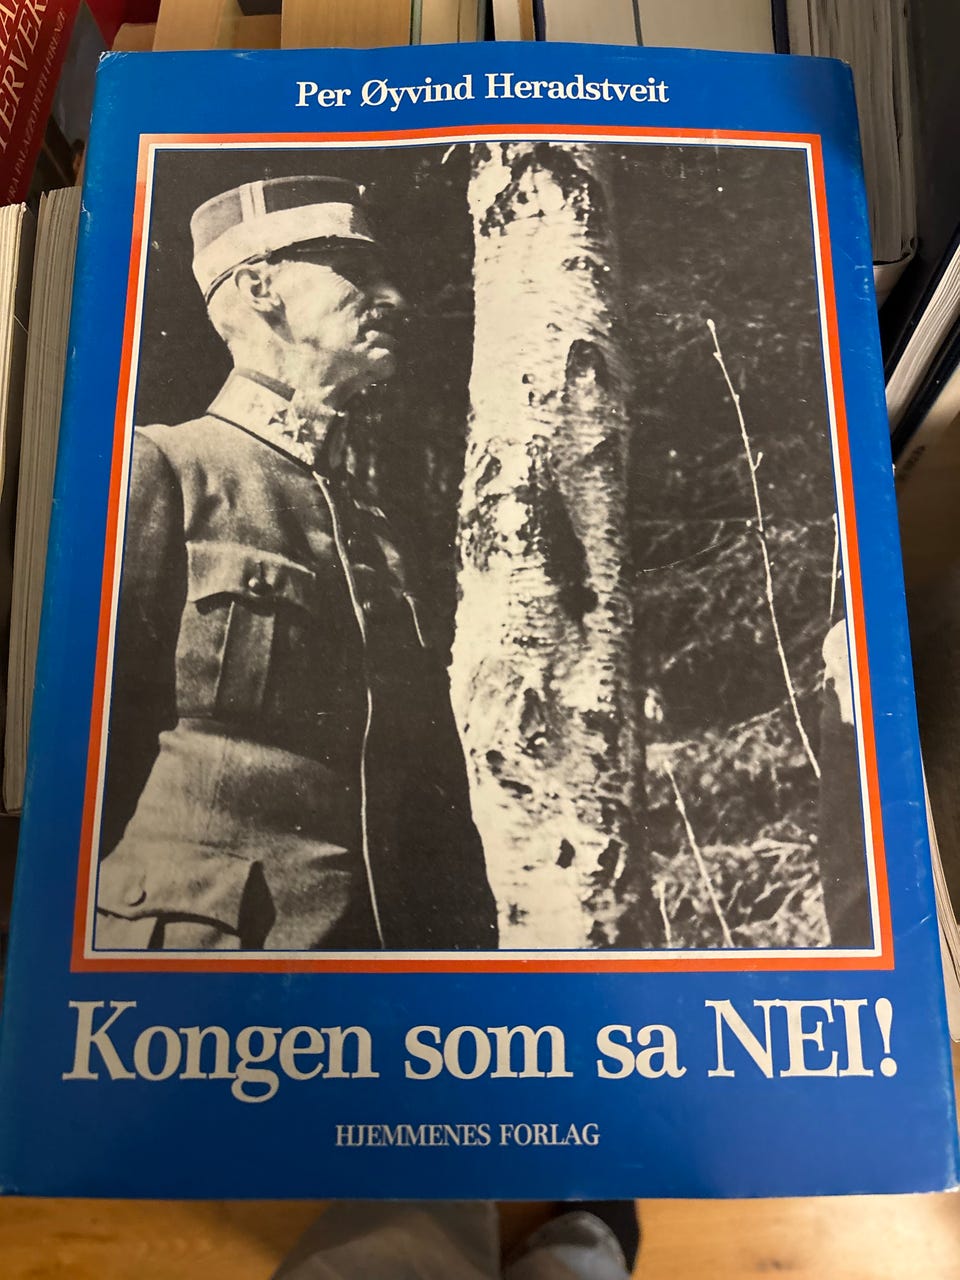 Per Øyvind Heradstveit
Kongen som sa NEI!
HJEMMENES FORLAG